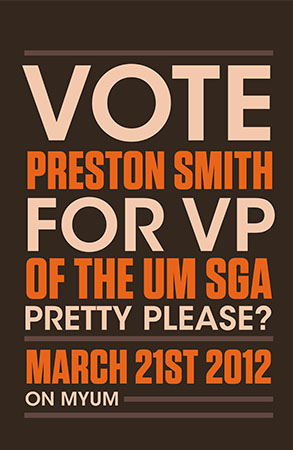 VOTE
PRESTON SMITH
FOR VP
OF THE UM SGA
PRETTY PLEASE?
MARCH 21ST 2012
ON MYUM